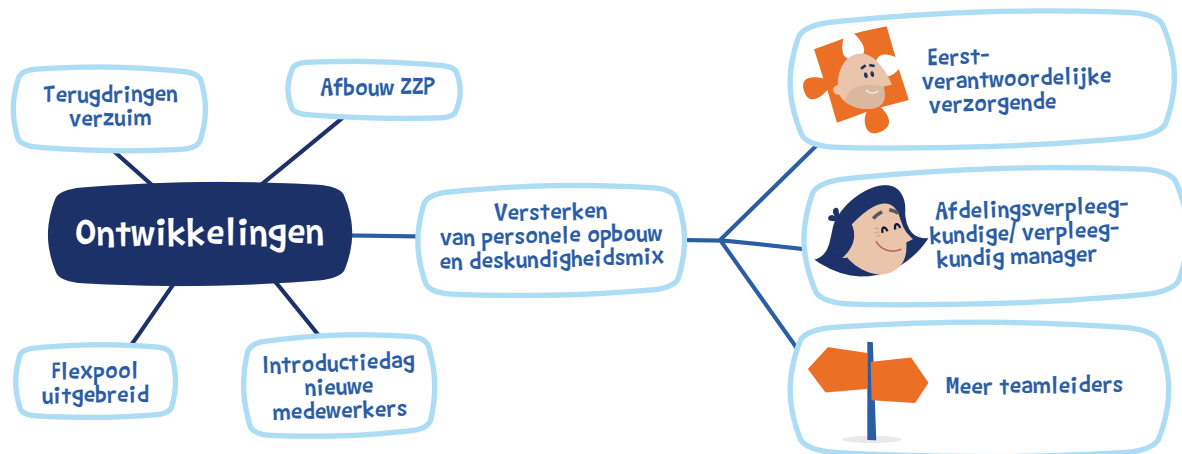 Terugdringen
verzuim
Afbouw ZZP
Ontwikkelingen
Flexpool
uitgebreid
Introductiedag
nieuwe
medewerkers
Versterken
van personele opbouw
en deskundigheidsmix
Eerst-
verantwoordelijke
verzorgende
Afdelingsverpleeg-
kundige/ verpleeg-
kundig manager
Meer teamleiders